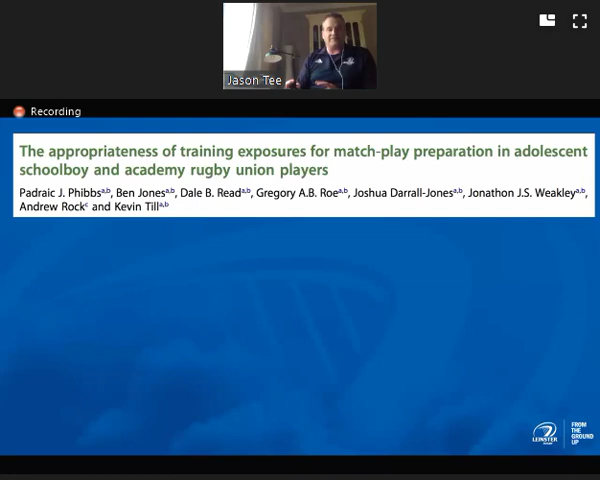 Jason Tee
Recording
The appropriateness of training exposures for match-play preparation in adolescent
schoolboy and academy rugby union players
Padraic J. Phibbsa,b, Ben Jonesa,b, Dale B. Reada,b, Gregory A.B. Roea,b, Joshua Darrall-Jonesa,b, Jonathon J.S. Weakleya,b,
Andrew Rockc and Kevin Tilla,b
LEINSTER
FROM
THE
GROUND
UP